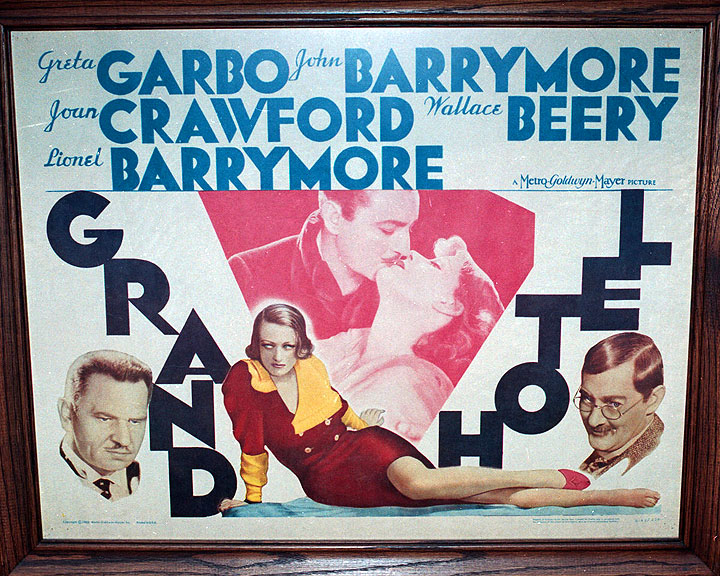 Greta GARBO John BARRYMORE
Joan CRAWFORD Wallace BEERY
Lionel BARRYMORE
A Metro-Goldwyn-Mayer PICTURE
GRAND
HOTEL